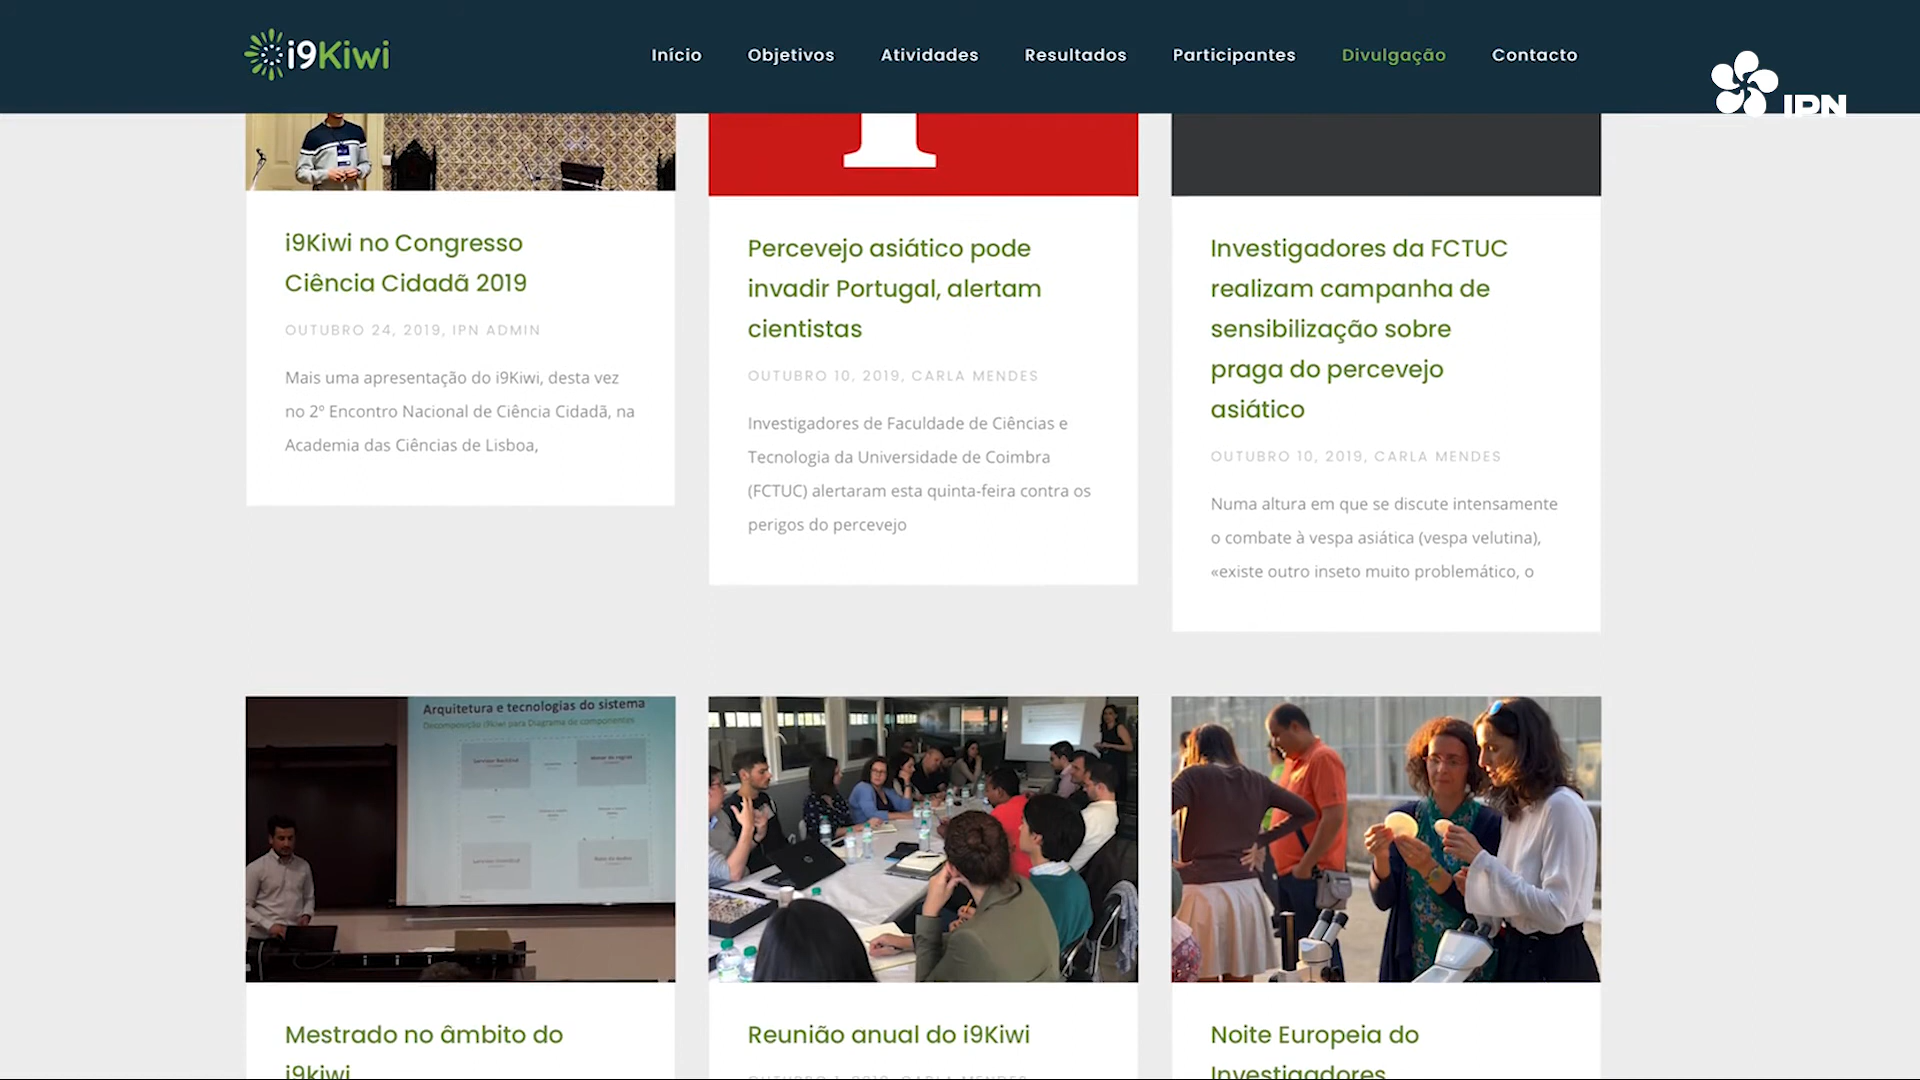 i9Kiwi
Início
Objetivos
Atividades
Resultados
Participantes
Divulgação
Contacto
IPN
i9Kiwi no Congresso
Ciência Cidadã 2019
OUTUBRO 24, 2019, IPN ADMIN
Mais uma apresentação do i9Kiwi, desta vez
no 2º Encontro Nacional de Ciência Cidadã, na
Academia das Ciências de Lisboa,
Percevejo asiático pode
invadir Portugal, alertam
cientistas
OUTUBRO 10, 2019, CARLA MENDES
Investigadores de Faculdade de Ciências e
Tecnologia da Universidade de Coimbra
(FCTUC) alertaram esta quinta-feira contra os
perigos do percevejo
Investigadores da FCTUC
realizam campanha de
sensibilização sobre
praga do percevejo
asiático
OUTUBRO 10, 2019, CARLA MENDES
Numa altura em que se discute intensamente
o combate à vespa asiática (vespa velutina),
«existe outro inseto muito problemático, o
Arquitetura e tecnologias do sistema
Decomposição i9kiwi para Diagrama de componentes
Mestrado no âmbito do
i9kiwi
Reunião anual do i9Kiwi
Noite Europeia do
Investigadores